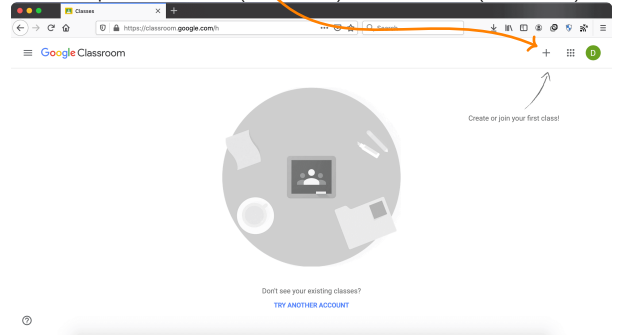 Classes
https://classroom.google.com/h
Search
Google Classroom
D
Create or join your first class!
Don't see your existing classes?
TRY ANOTHER ACCOUNT